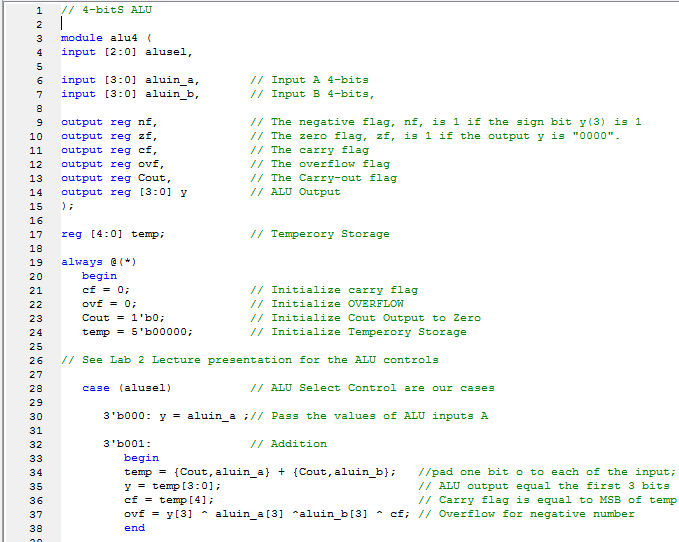 1 // 4-bitS ALU
2
3 module alu4 (
4 input [2:0] alusel,
5
6 input [3:0] aluin_a, // Input A 4-bits
7 input [3:0] aluin_b, // Input B 4-bits,
8
9 output reg nf, // The negative flag, nf, is 1 if the sign bit y(3) is 1
10 output reg zf, // The zero flag, zf, is 1 if the output y is "0000".
11 output reg cf, // The carry flag
12 output reg ovf, // The overflow flag
13 output reg Cout, // The Carry-out flag
14 output reg [3:0] y // ALU Output
15 );
16
17 reg [4:0] temp; // Temperory Storage
18
19 always @(*)
20 begin
21 cf = 0; // Initialize carry flag
22 ovf = 0; // Initialize OVERFLOW
23 Cout = 1'b0; // Initialize Cout Output to Zero
24 temp = 5'b00000; // Initialize Temperory Storage
25
26 // See Lab 2 Lecture presentation for the ALU controls
27
28 case (alusel) // ALU Select Control are our cases
29
30 3'b000: y = aluin_a ;// Pass the values of ALU inputs A
31
32 3'b001: // Addition
33 begin
34 temp = {Cout,aluin_a} + {Cout,aluin_b}; //pad one bit o to each of the input;
35 y = temp[3:0]; // ALU output equal the first 3 bits
36 cf = temp[4]; // Carry flag is equal to MSB of temp
37 ovf = y[3] ^ aluin_a[3] ^aluin_b[3] ^ cf; // Overflow for negative number
38 end